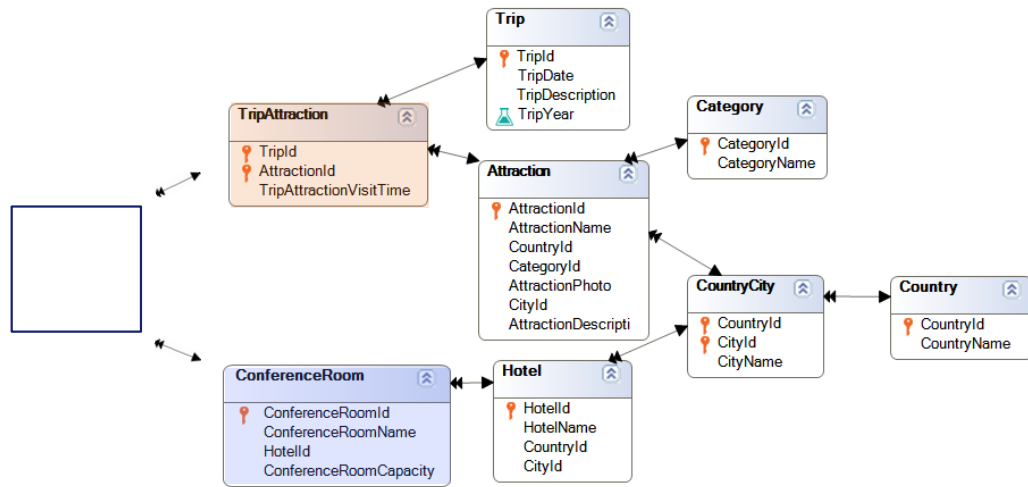 Trip
TripId
TripDate
TripDescription
TripYear
TripAttraction
TripId
AttractionId
TripAttractionVisitTime
Category
CategoryId
CategoryName
Attraction
AttractionId
AttractionName
CountryId
CategoryId
AttractionPhoto
CityId
AttractionDescripti
CountryCity
CountryId
CityId
CityName
Country
CountryId
CountryName
ConferenceRoom
ConferenceRoomId
ConferenceRoomName
HotelId
ConferenceRoomCapacity
Hotel
HotelId
HotelName
CountryId
CityId